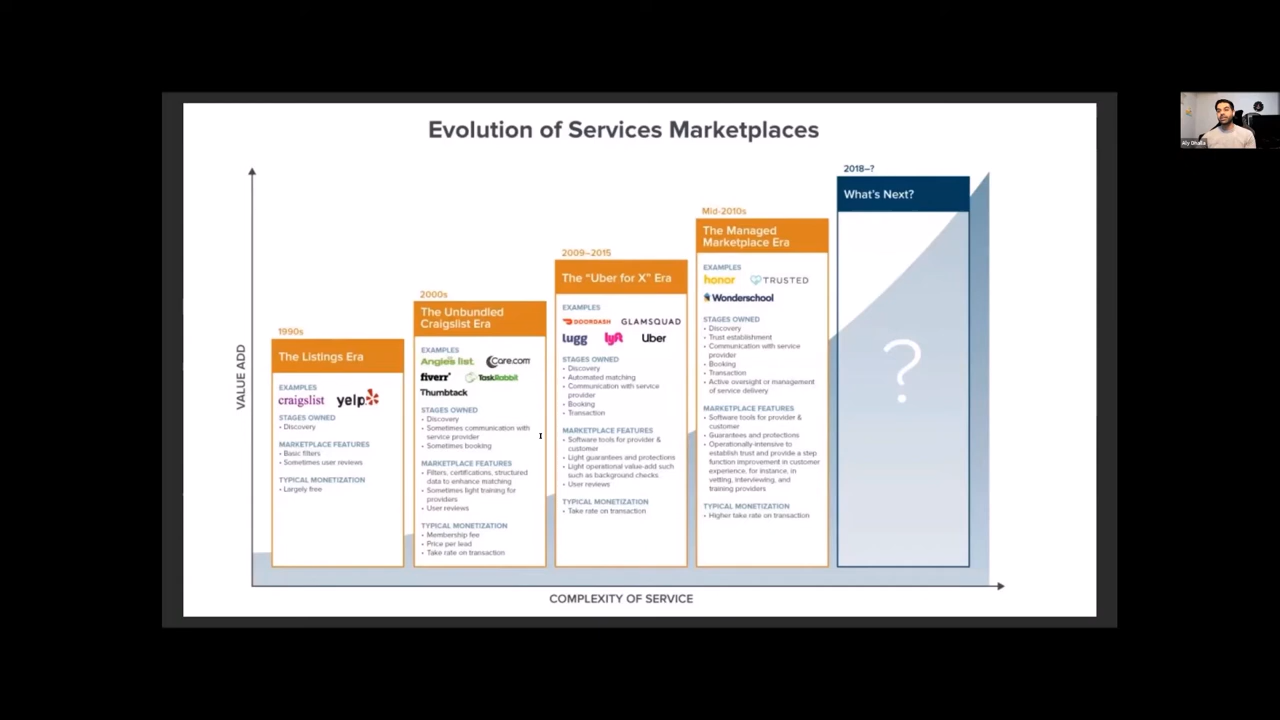 Evolution of Services Marketplaces
VALUE ADD
COMPLEXITY OF SERVICE
1990s
The Listings Era
EXAMPLES
craigslist yelp
STAGES OWNED
• Discovery
MARKETPLACE FEATURES
• Basic filters
• Sometimes user reviews
TYPICAL MONETIZATION
• Largely free
2000s
The Unbundled
Craigslist Era
EXAMPLES
Angies list. Care.com
fiverr TaskRabbit
Thumbtack
STAGES OWNED
• Discovery
• Sometimes communication with
service provider
• Sometimes booking
MARKETPLACE FEATURES
• Filters, certifications, structured
data to enhance matching
• Sometimes light training for
providers
• User reviews
TYPICAL MONETIZATION
• Membership fee
• Price per lead
• Take rate on transaction
2009–2015
The “Uber for X” Era
EXAMPLES
DOORDASH GLAMSQUAD
lugg lyft Uber
STAGES OWNED
• Discovery
• Automated matching
• Communication with service
provider
• Booking
• Transaction
MARKETPLACE FEATURES
• Software tools for provider &
customer
• Light guarantees and protections
• Light operational value-add such
such as background checks
• User reviews
TYPICAL MONETIZATION
• Take rate on transaction
Mid-2010s
The Managed
Marketplace Era
EXAMPLES
honor TRUSTED
Wonderschool
STAGES OWNED
• Discovery
• Trust establishment
• Communication with service
provider
• Booking
• Transaction
• Active oversight or management
of service delivery
MARKETPLACE FEATURES
• Software tools for provider &
customer
• Guarantees and protections
• Operationally-intensive to
establish trust and provide a step
function improvement in customer
experience, for instance, in
vetting, interviewing, and
training providers
TYPICAL MONETIZATION
• Higher take rate on transaction
2018–?
What's Next?
?